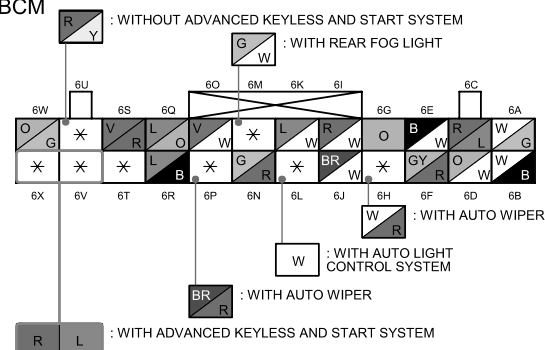 BCM
R Y : WITHOUT ADVANCED KEYLESS AND START SYSTEM
G W : WITH REAR FOG LIGHT
6U 6O 6M 6K 6I 6C
6W 6S 6Q 6G 6E 6A
O G * V R L O V W * L W R W O B W R L W G
* * * L B * G R * BR W * GY R O W W B
6X 6V 6T 6R 6P 6N 6L 6J 6H 6F 6D 6B
W R : WITH AUTO WIPER
W : WITH AUTO LIGHT
CONTROL SYSTEM
BR R : WITH AUTO WIPER
R L : WITH ADVANCED KEYLESS AND START SYSTEM